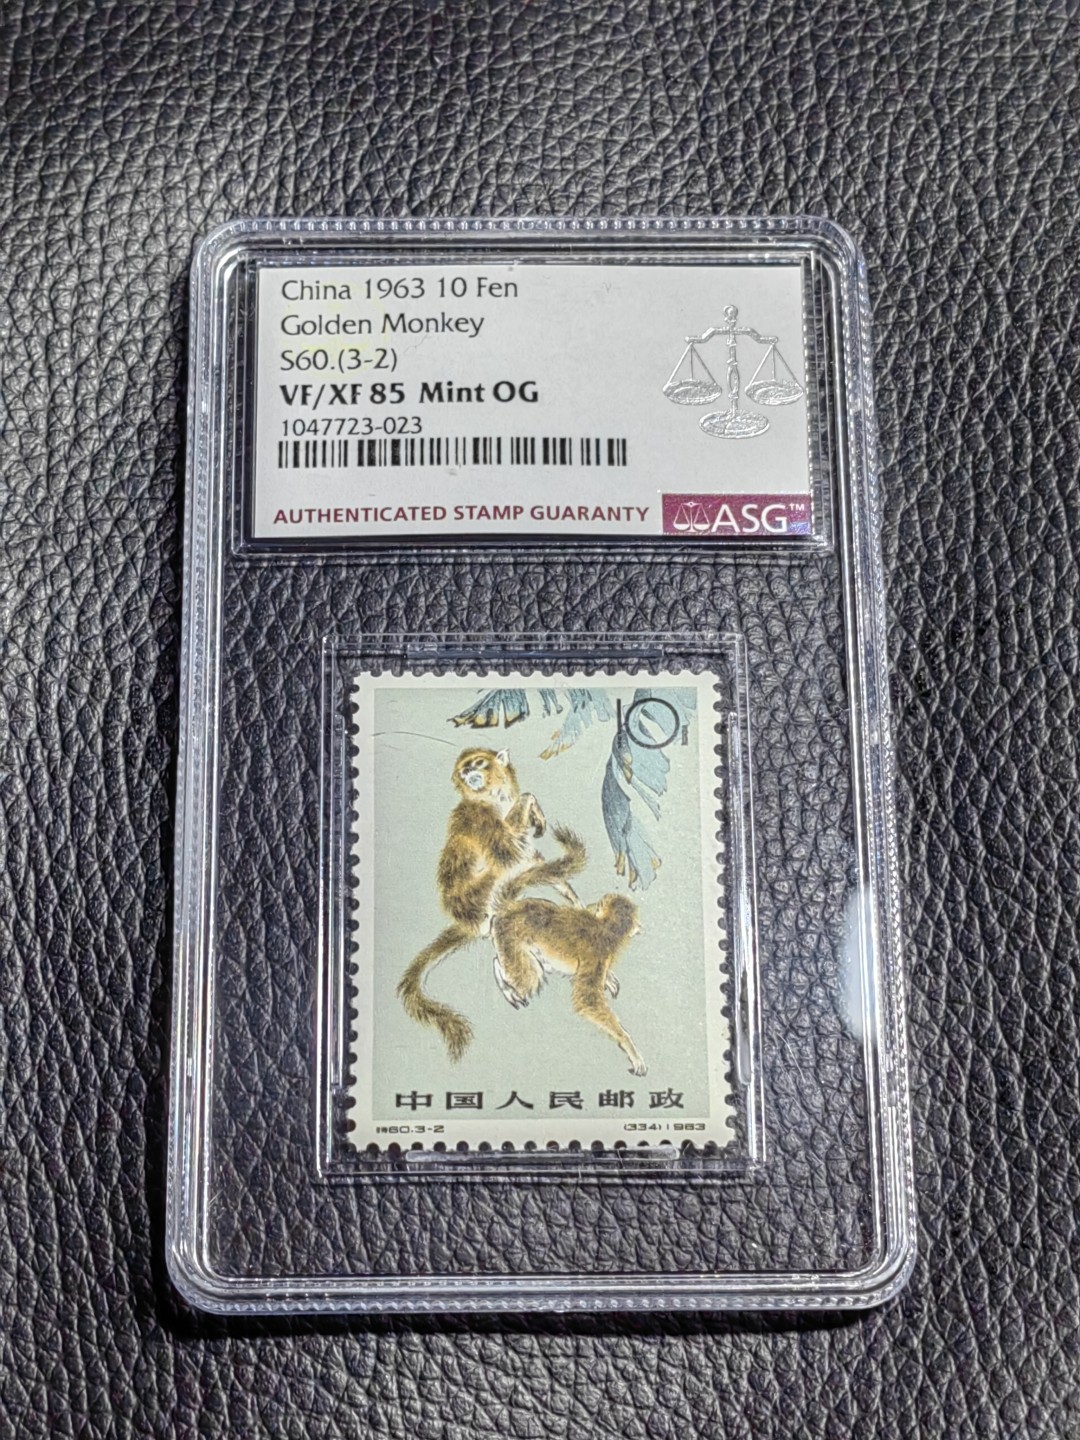 China 1963 10 Fen
Golden Monkey
S60.(3-2)
VF/XF 85 Mint OG
1047723-023
AUTHENTICATED STAMP GUARANTY ASG™
10
中国人民邮政
特60.3-2 (334)1963